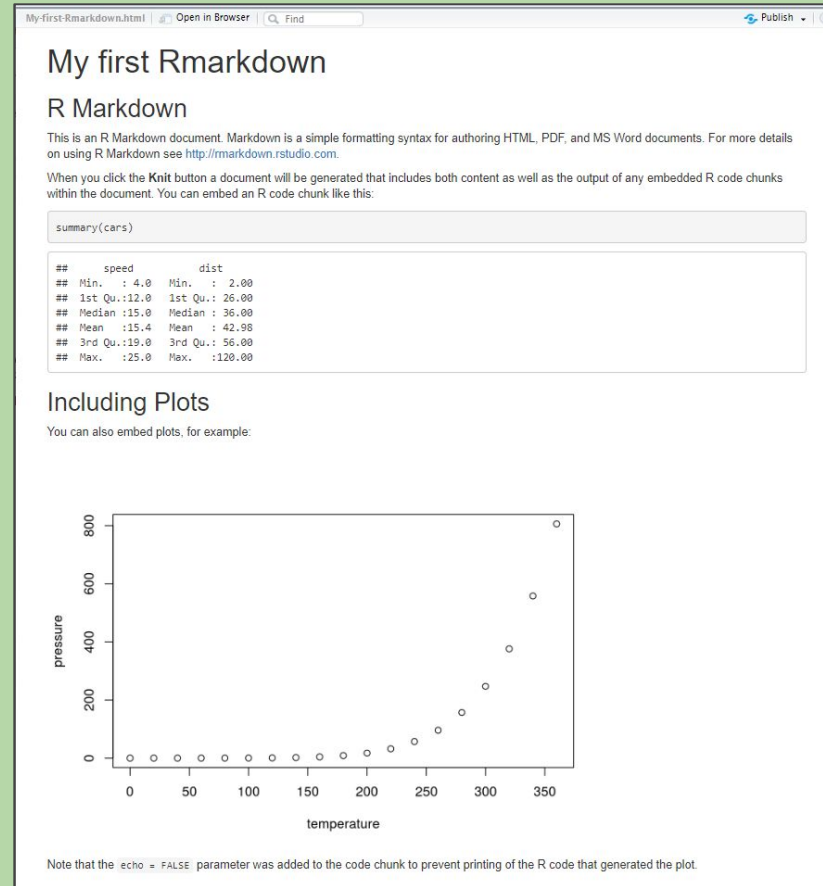 My-first-Rmarkdown.html Open in Browser Find Publish
My first Rmarkdown
R Markdown
This is an R Markdown document. Markdown is a simple formatting syntax for authoring HTML, PDF, and MS Word documents. For more details
on using R Markdown see http://rmarkdown.rstudio.com.
When you click the Knit button a document will be generated that includes both content as well as the output of any embedded R code chunks
within the document. You can embed an R code chunk like this:
summary(cars)
##      speed           dist
##  Min.   : 4.0   Min.   :  2.00
##  1st Qu.:12.0   1st Qu.: 26.00
##  Median :15.0   Median : 36.00
##  Mean   :15.4   Mean   : 42.98
##  3rd Qu.:19.0   3rd Qu.: 56.00
##  Max.   :25.0   Max.   :120.00
Including Plots
You can also embed plots, for example:
800
600
400
200
0
pressure
0 50 100 150 200 250 300 350
temperature
Note that the echo = FALSE parameter was added to the code chunk to prevent printing of the R code that generated the plot.